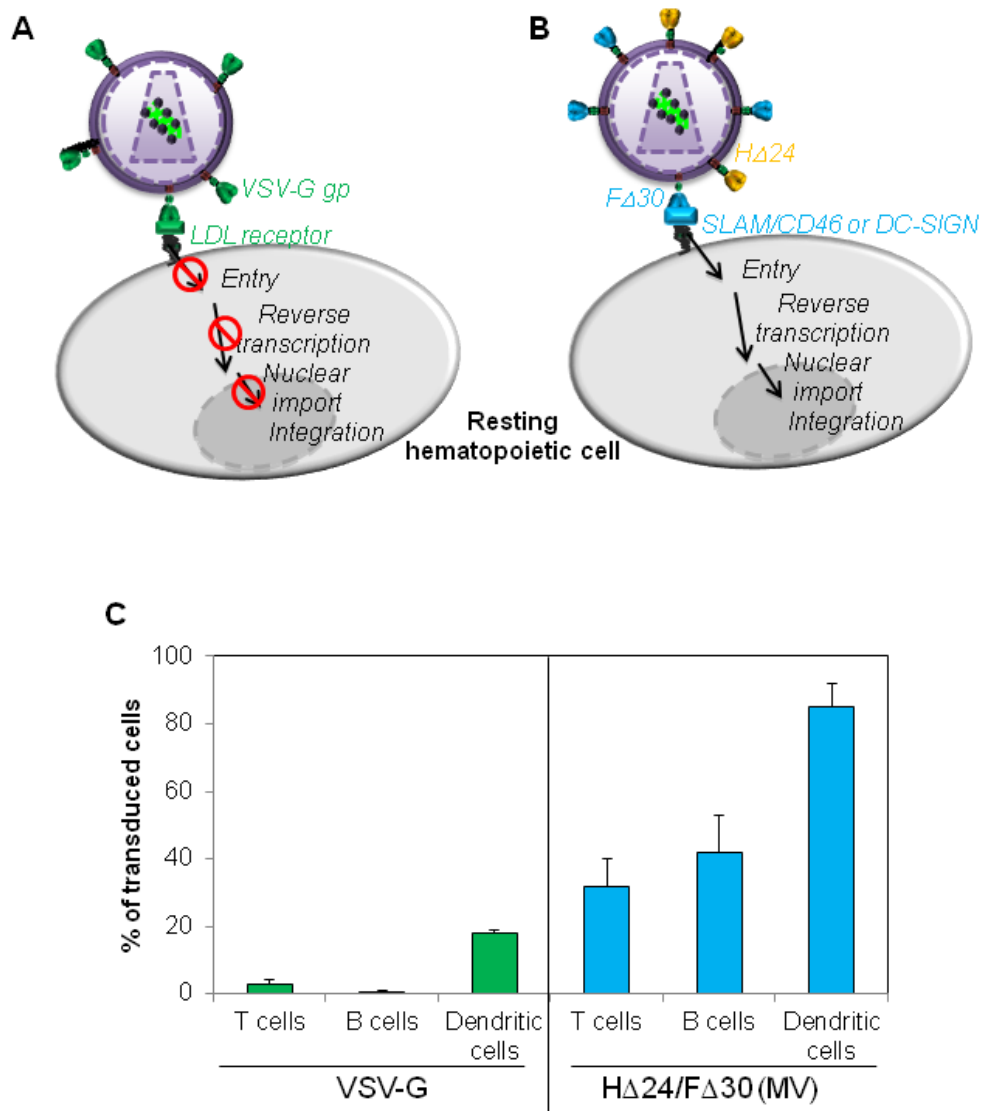 A
VSV-G gp
LDL receptor
Entry
Reverse
transcription
Nuclear
import
Integration
B
HΔ24
FΔ30
SLAM/CD46 or DC-SIGN
Entry
Reverse
transcription
Nuclear
import
Integration
Resting
hematopoietic cell
C
% of transduced cells
100
80
60
40
20
0
T cells
B cells
Dendritic
cells
T cells
B cells
Dendritic
cells
VSV-G
HΔ24/FΔ30 (MV)